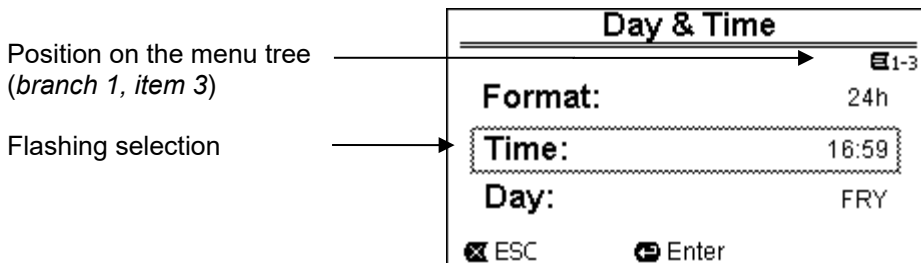 Day & Time
Position on the menu tree
(branch 1, item 3)
1-3
Format: 24h
Flashing selection
Time: 16:59
Day: FRY
ESC Enter